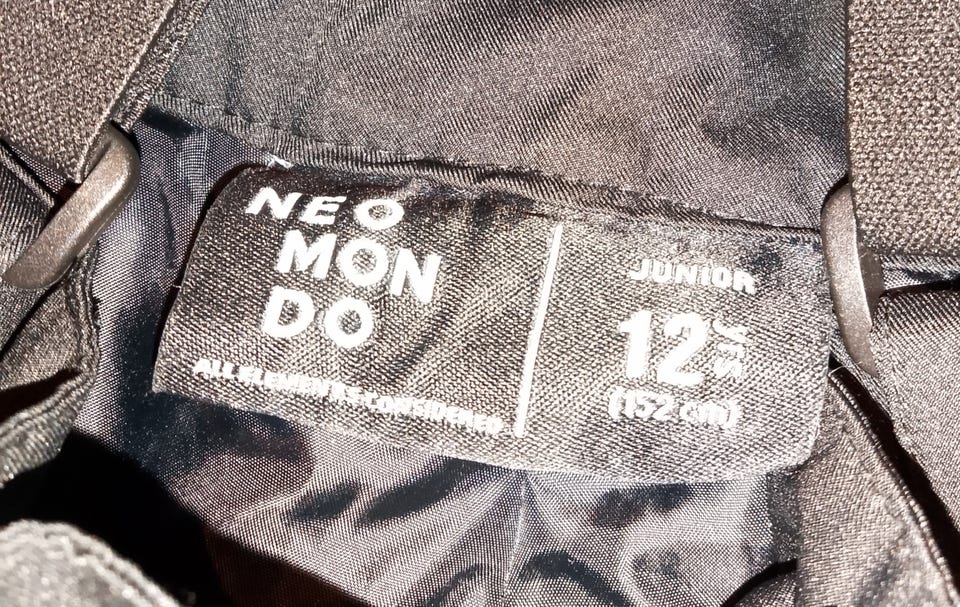 NEO
MON
DO
ALL ELEMENTS CONSIDERED
JUNIOR
12
(152 cm)